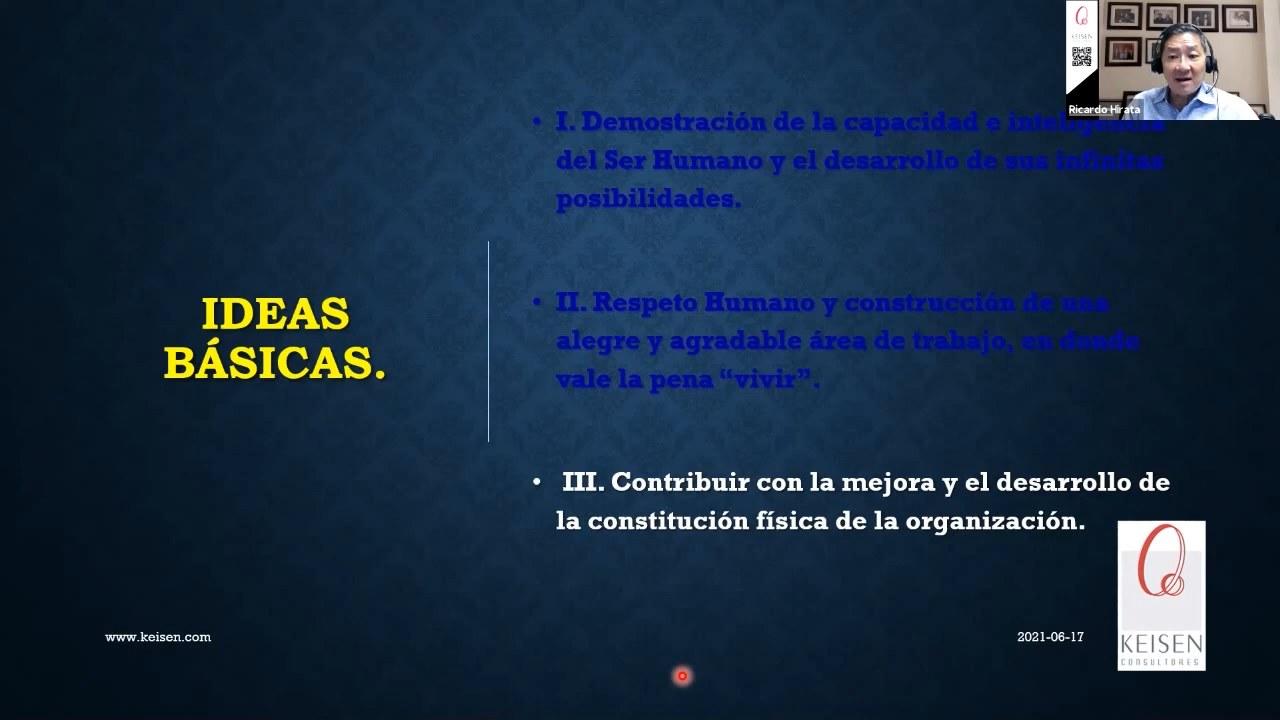 KEISEN
Ricardo Hirata
• I. Demostración de la capacidad e inteligencia
del Ser Humano y el desarrollo de sus infinitas
posibilidades.
IDEAS
BÁSICAS.
• II. Respeto Humano y construcción de una
alegre y agradable área de trabajo, en donde
vale la pena “vivir”.
• III. Contribuir con la mejora y el desarrollo de
la constitución física de la organización.
www.keisen.com
2021-06-17
KEISEN
CONSULTORES